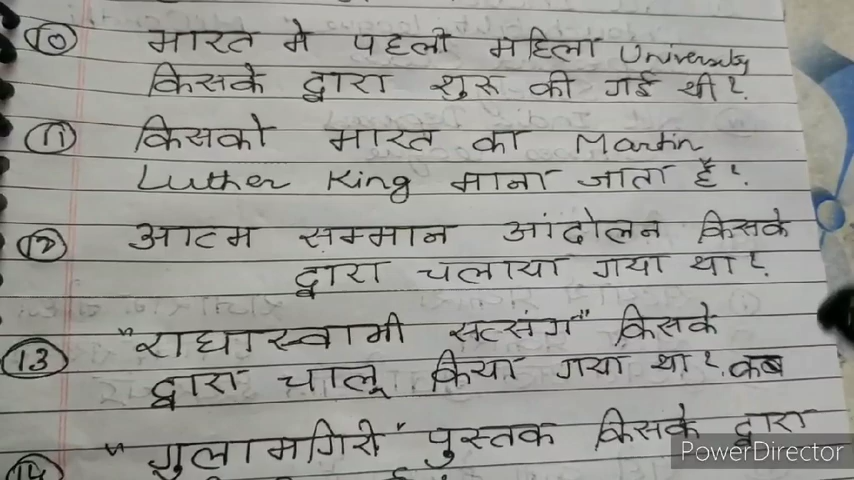 10 भारत मे पहली महिला University
किसके द्वारा शुरू की गई थी?
11 किसको भारत का Martin
Luther King माना जाता है?
12 आत्म सम्मान आंदोलन किसके
द्वारा चलाया गया था?
13 "राधास्वामी सत्संग" किसके
द्वारा चालू किया गया था? कब
14 "गुलामगिरी" पुस्तक किसके द्वारा
PowerDirector